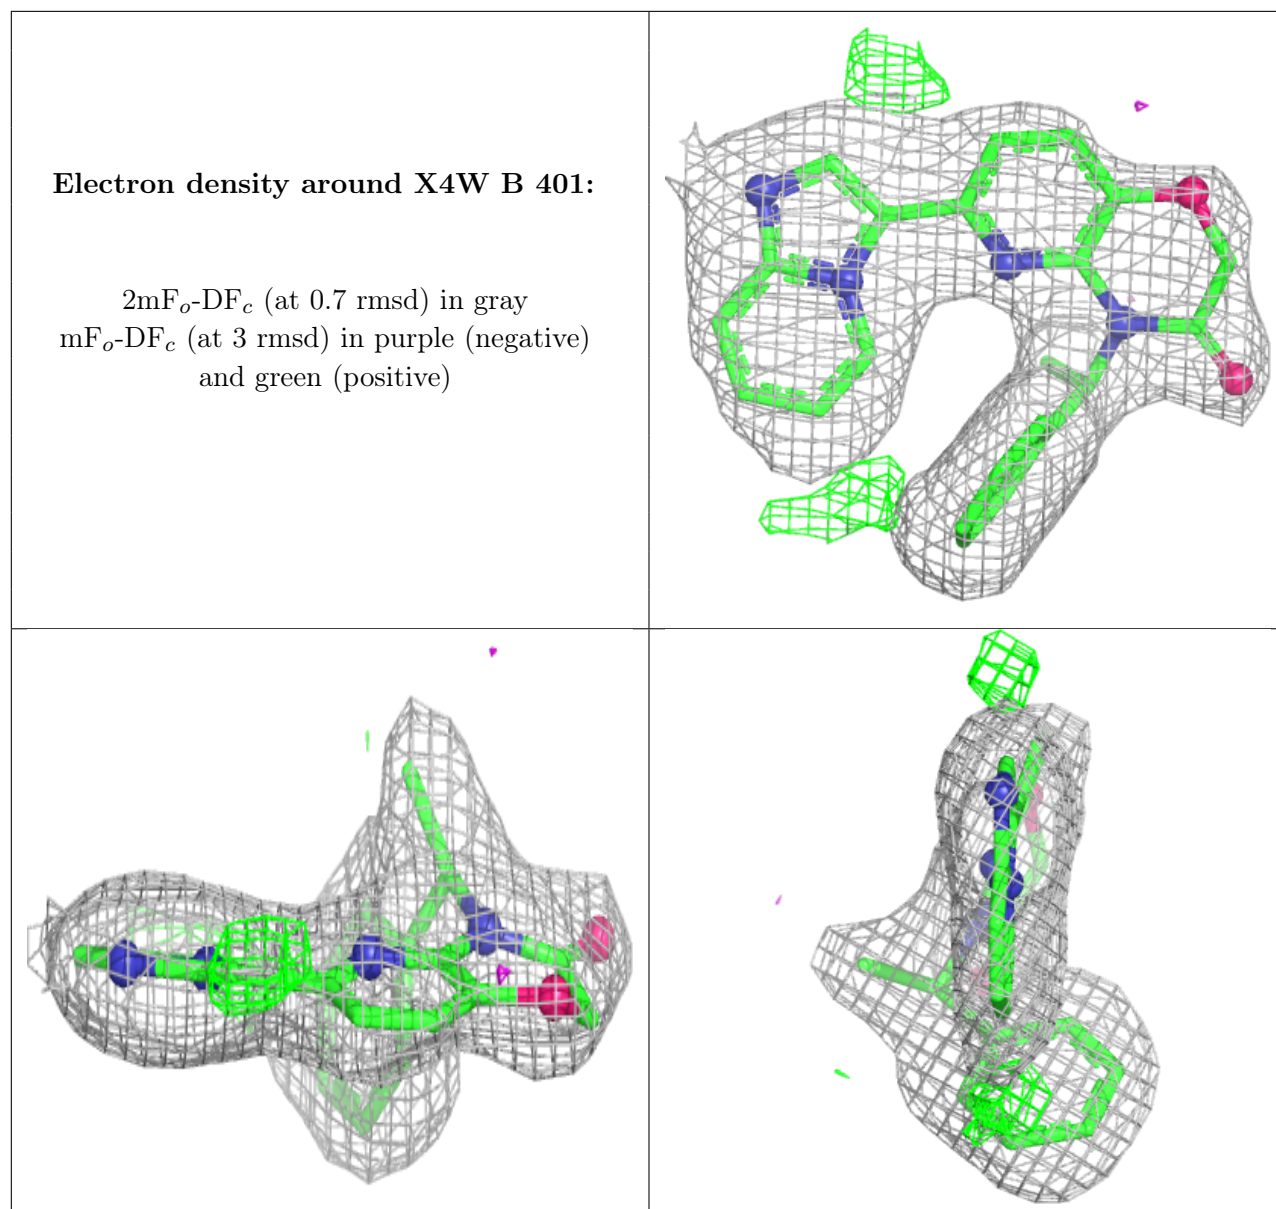 Electron density around X4W B 401:
2mFo-DFc (at 0.7 rmsd) in gray
mFo-DFc (at 3 rmsd) in purple (negative)
and green (positive)